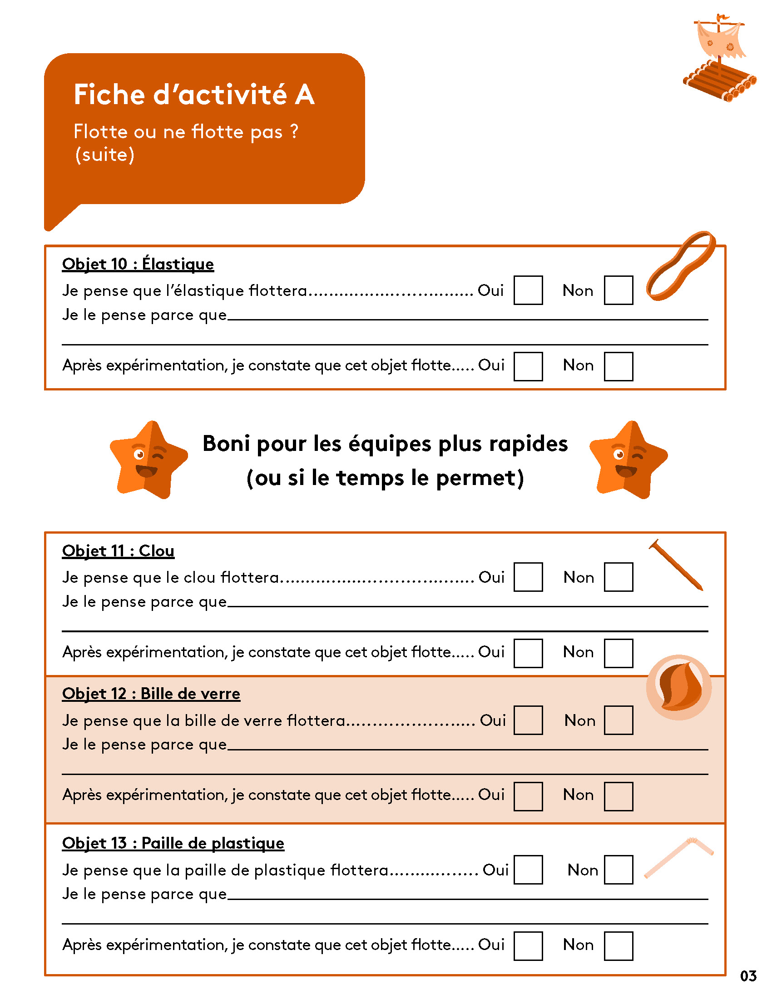 Fiche d’activité A
Flotte ou ne flotte pas ?
(suite)
Objet 10 : Élastique
Je pense que l’élastique flottera................................ Oui Non
Je le pense parce que
Après expérimentation, je constate que cet objet flotte..... Oui Non
Boni pour les équipes plus rapides
(ou si le temps le permet)
Objet 11 : Clou
Je pense que le clou flottera..................................... Oui Non
Je le pense parce que
Après expérimentation, je constate que cet objet flotte..... Oui Non
Objet 12 : Bille de verre
Je pense que la bille de verre flottera......................... Oui Non
Je le pense parce que
Après expérimentation, je constate que cet objet flotte..... Oui Non
Objet 13 : Paille de plastique
Je pense que la paille de plastique flottera................. Oui Non
Je le pense parce que
Après expérimentation, je constate que cet objet flotte..... Oui Non
03